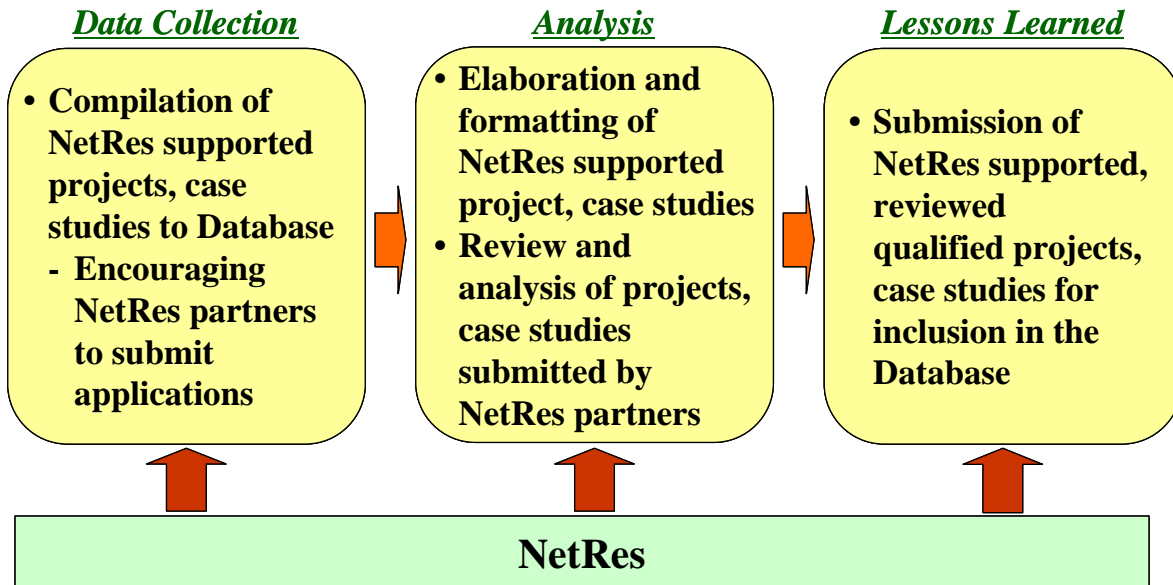 Data Collection
• Compilation of
NetRes supported
projects, case
studies to Database
- Encouraging
NetRes partners
to submit
applications
Analysis
• Elaboration and
formatting of
NetRes supported
project, case studies
• Review and
analysis of projects,
case studies
submitted by
NetRes partners
Lessons Learned
• Submission of
NetRes supported,
reviewed
qualified projects,
case studies for
inclusion in the
Database
NetRes